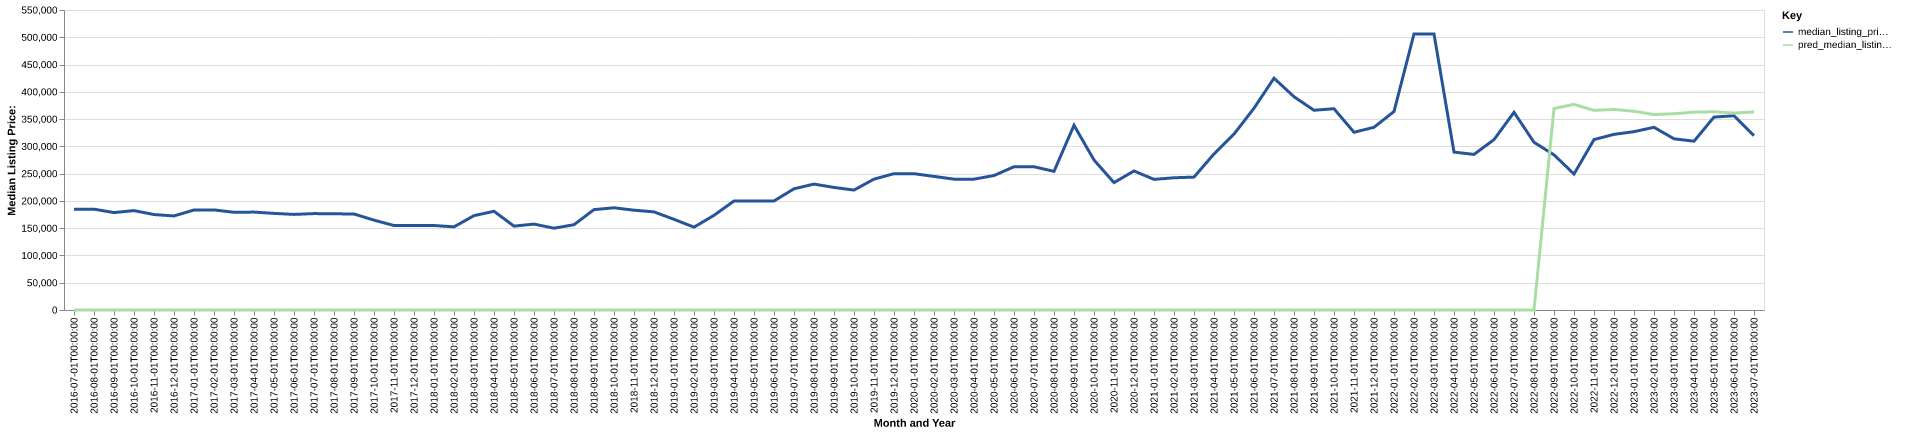 550,000
500,000
450,000
400,000
350,000
300,000
250,000
200,000
150,000
100,000
50,000
0
Median Listing Price:
2016-07-01T00:00:00
2016-08-01T00:00:00
2016-09-01T00:00:00
2016-10-01T00:00:00
2016-11-01T00:00:00
2016-12-01T00:00:00
2017-01-01T00:00:00
2017-02-01T00:00:00
2017-03-01T00:00:00
2017-04-01T00:00:00
2017-05-01T00:00:00
2017-06-01T00:00:00
2017-07-01T00:00:00
2017-08-01T00:00:00
2017-09-01T00:00:00
2017-10-01T00:00:00
2017-11-01T00:00:00
2017-12-01T00:00:00
2018-01-01T00:00:00
2018-02-01T00:00:00
2018-03-01T00:00:00
2018-04-01T00:00:00
2018-05-01T00:00:00
2018-06-01T00:00:00
2018-07-01T00:00:00
2018-08-01T00:00:00
2018-09-01T00:00:00
2018-10-01T00:00:00
2018-11-01T00:00:00
2018-12-01T00:00:00
2019-01-01T00:00:00
2019-02-01T00:00:00
2019-03-01T00:00:00
2019-04-01T00:00:00
2019-05-01T00:00:00
2019-06-01T00:00:00
2019-07-01T00:00:00
2019-08-01T00:00:00
2019-09-01T00:00:00
2019-10-01T00:00:00
2019-11-01T00:00:00
2019-12-01T00:00:00
2020-01-01T00:00:00
2020-02-01T00:00:00
2020-03-01T00:00:00
2020-04-01T00:00:00
2020-05-01T00:00:00
2020-06-01T00:00:00
2020-07-01T00:00:00
2020-08-01T00:00:00
2020-09-01T00:00:00
2020-10-01T00:00:00
2020-11-01T00:00:00
2020-12-01T00:00:00
2021-01-01T00:00:00
2021-02-01T00:00:00
2021-03-01T00:00:00
2021-04-01T00:00:00
2021-05-01T00:00:00
2021-06-01T00:00:00
2021-07-01T00:00:00
2021-08-01T00:00:00
2021-09-01T00:00:00
2021-10-01T00:00:00
2021-11-01T00:00:00
2021-12-01T00:00:00
2022-01-01T00:00:00
2022-02-01T00:00:00
2022-03-01T00:00:00
2022-04-01T00:00:00
2022-05-01T00:00:00
2022-06-01T00:00:00
2022-07-01T00:00:00
2022-08-01T00:00:00
2022-09-01T00:00:00
2022-10-01T00:00:00
2022-11-01T00:00:00
2022-12-01T00:00:00
2023-01-01T00:00:00
2023-02-01T00:00:00
2023-03-01T00:00:00
2023-04-01T00:00:00
2023-05-01T00:00:00
2023-06-01T00:00:00
2023-07-01T00:00:00
Month and Year
Key
median_listing_pri…
pred_median_listin…